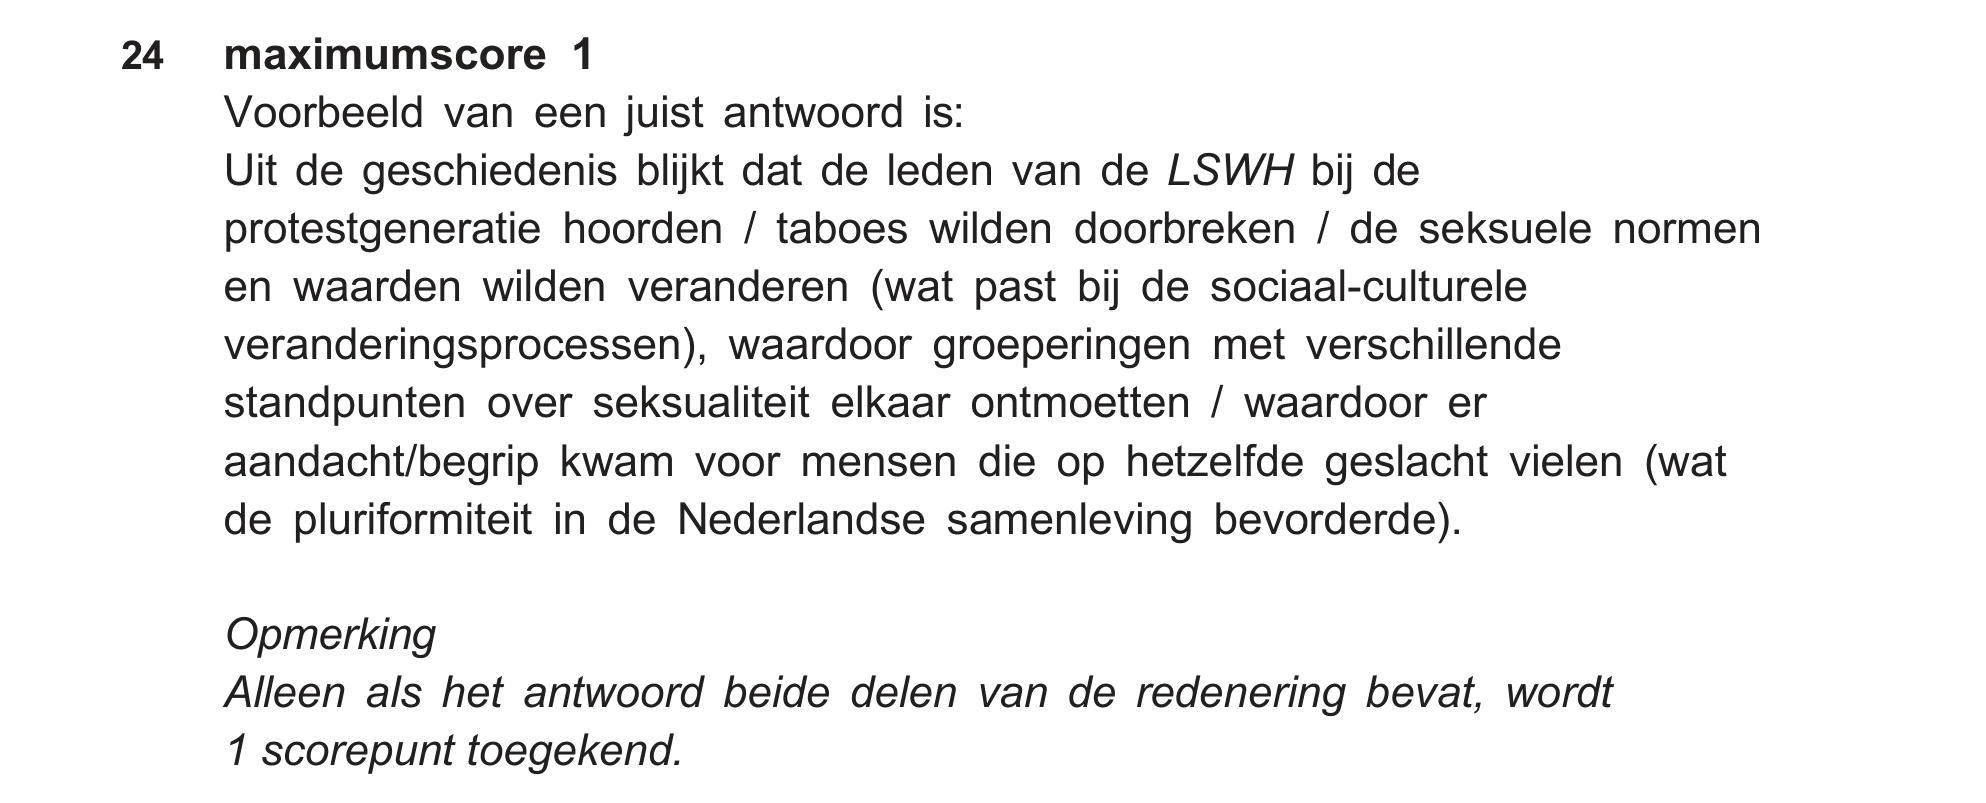 24 maximumscore 1
Voorbeeld van een juist antwoord is:
Uit de geschiedenis blijkt dat de leden van de LSWH bij de
protestgeneratie hoorden / taboes wilden doorbreken / de seksuele normen
en waarden wilden veranderen (wat past bij de sociaal-culturele
veranderingsprocessen), waardoor groeperingen met verschillende
standpunten over seksualiteit elkaar ontmoetten / waardoor er
aandacht/begrip kwam voor mensen die op hetzelfde geslacht vielen (wat
de pluriformiteit in de Nederlandse samenleving bevorderde).
Opmerking
Alleen als het antwoord beide delen van de redenering bevat, wordt
1 scorepunt toegekend.